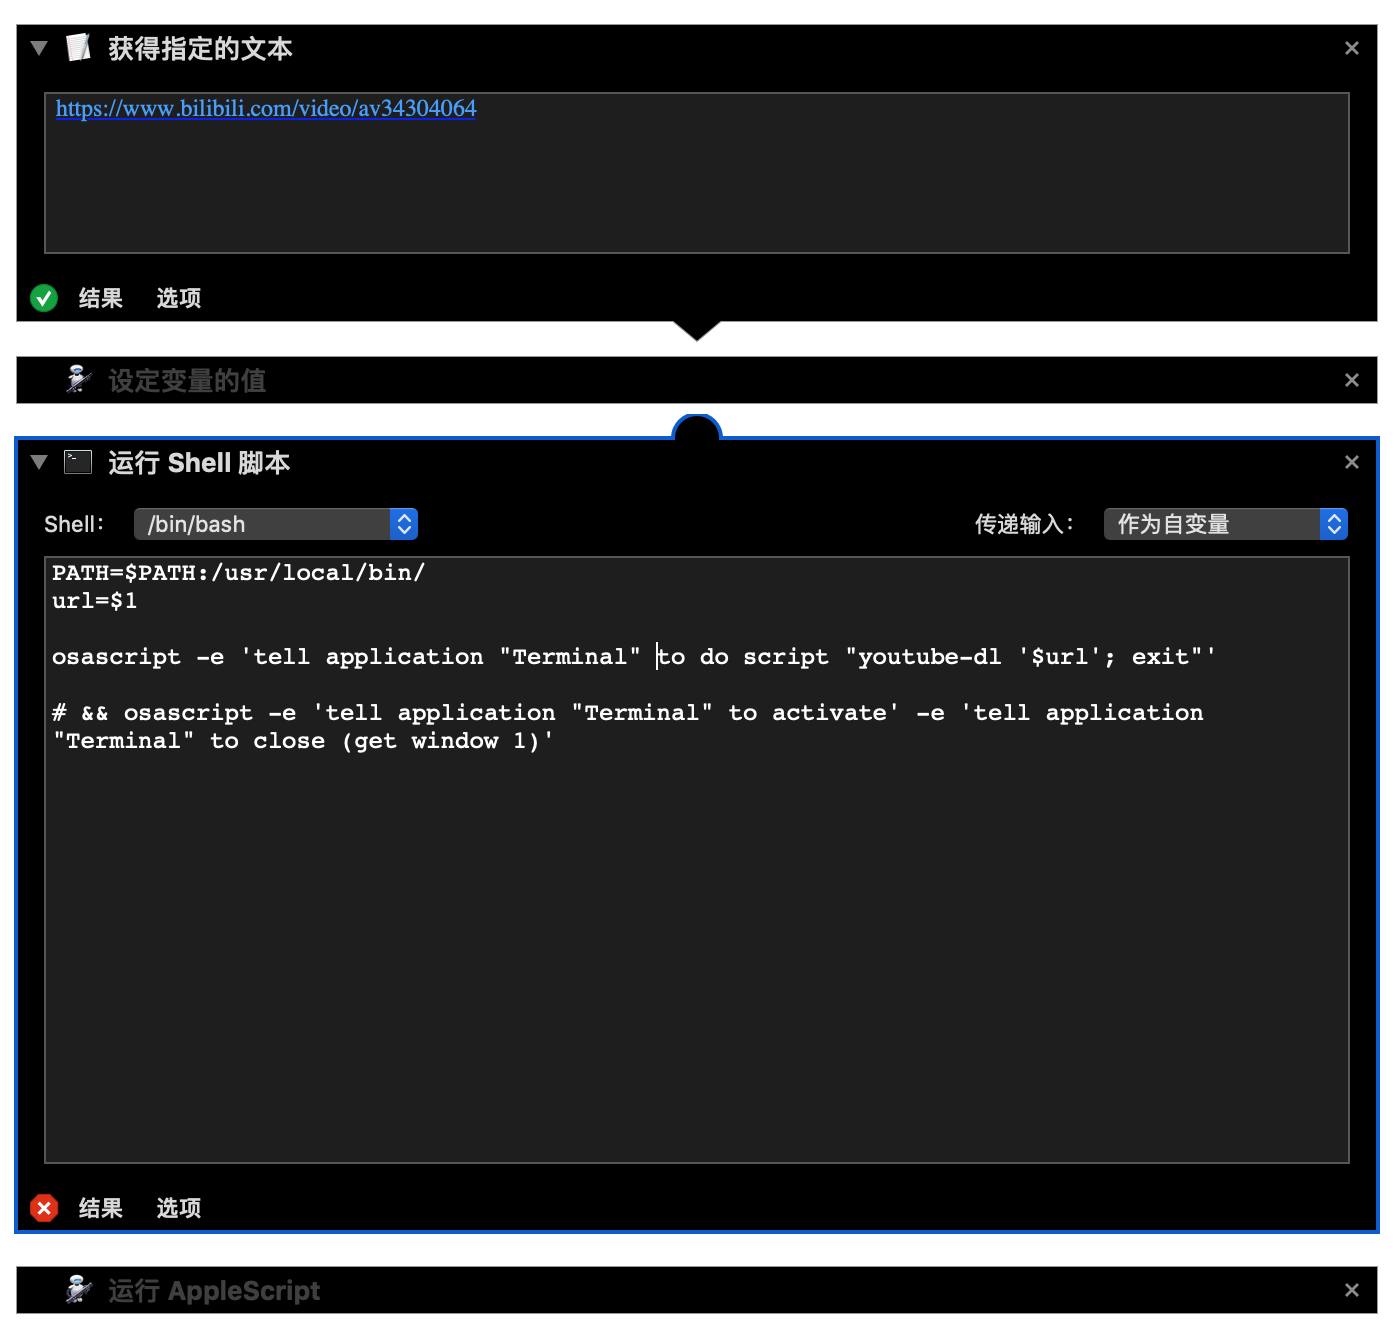 获得指定的文本
https://www.bilibili.com/video/av34304064
结果 选项
设定变量的值
运行 Shell 脚本
Shell： /bin/bash 传递输入： 作为自变量
PATH=$PATH:/usr/local/bin/
url=$1
osascript -e 'tell application "Terminal" to do script "youtube-dl '$url'; exit"'
# && osascript -e 'tell application "Terminal" to activate' -e 'tell application
"Terminal" to close (get window 1)'
结果 选项
运行 AppleScript